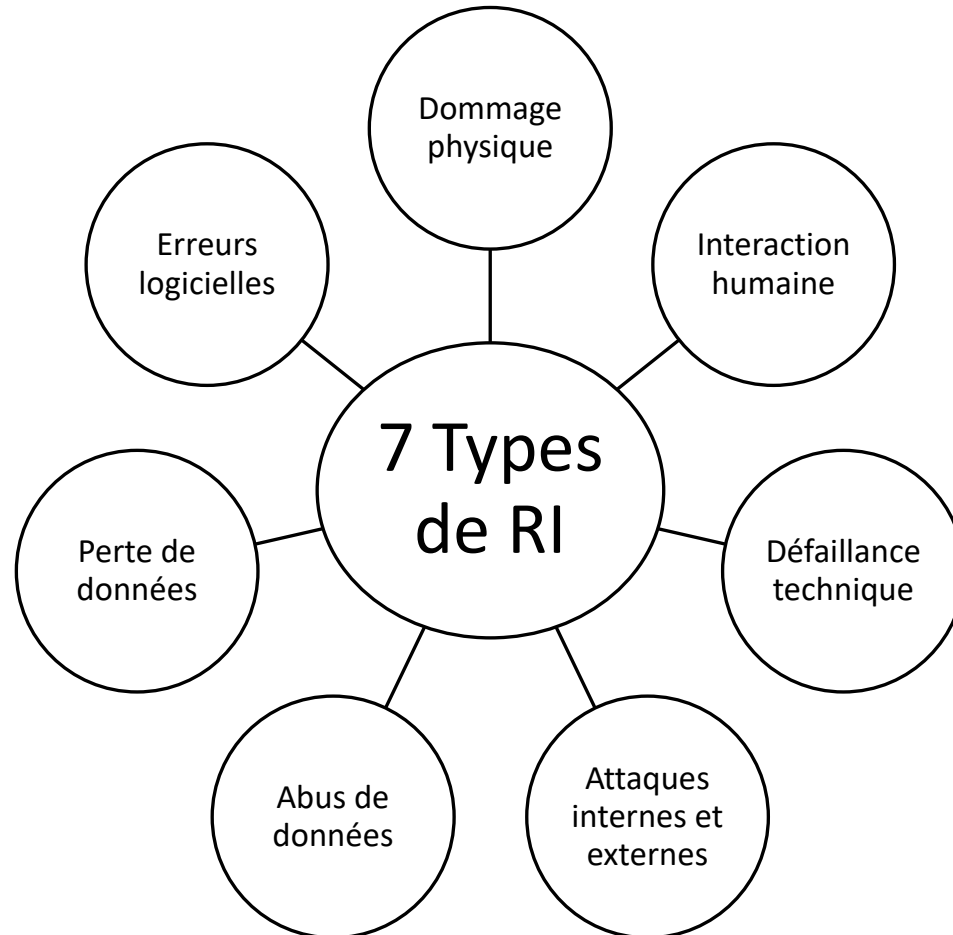 Dommage
physique
Interaction
humaine
Défaillance
technique
Attaques
internes et
externes
Abus de
données
Perte de
données
Erreurs
logicielles
7 Types
de RI